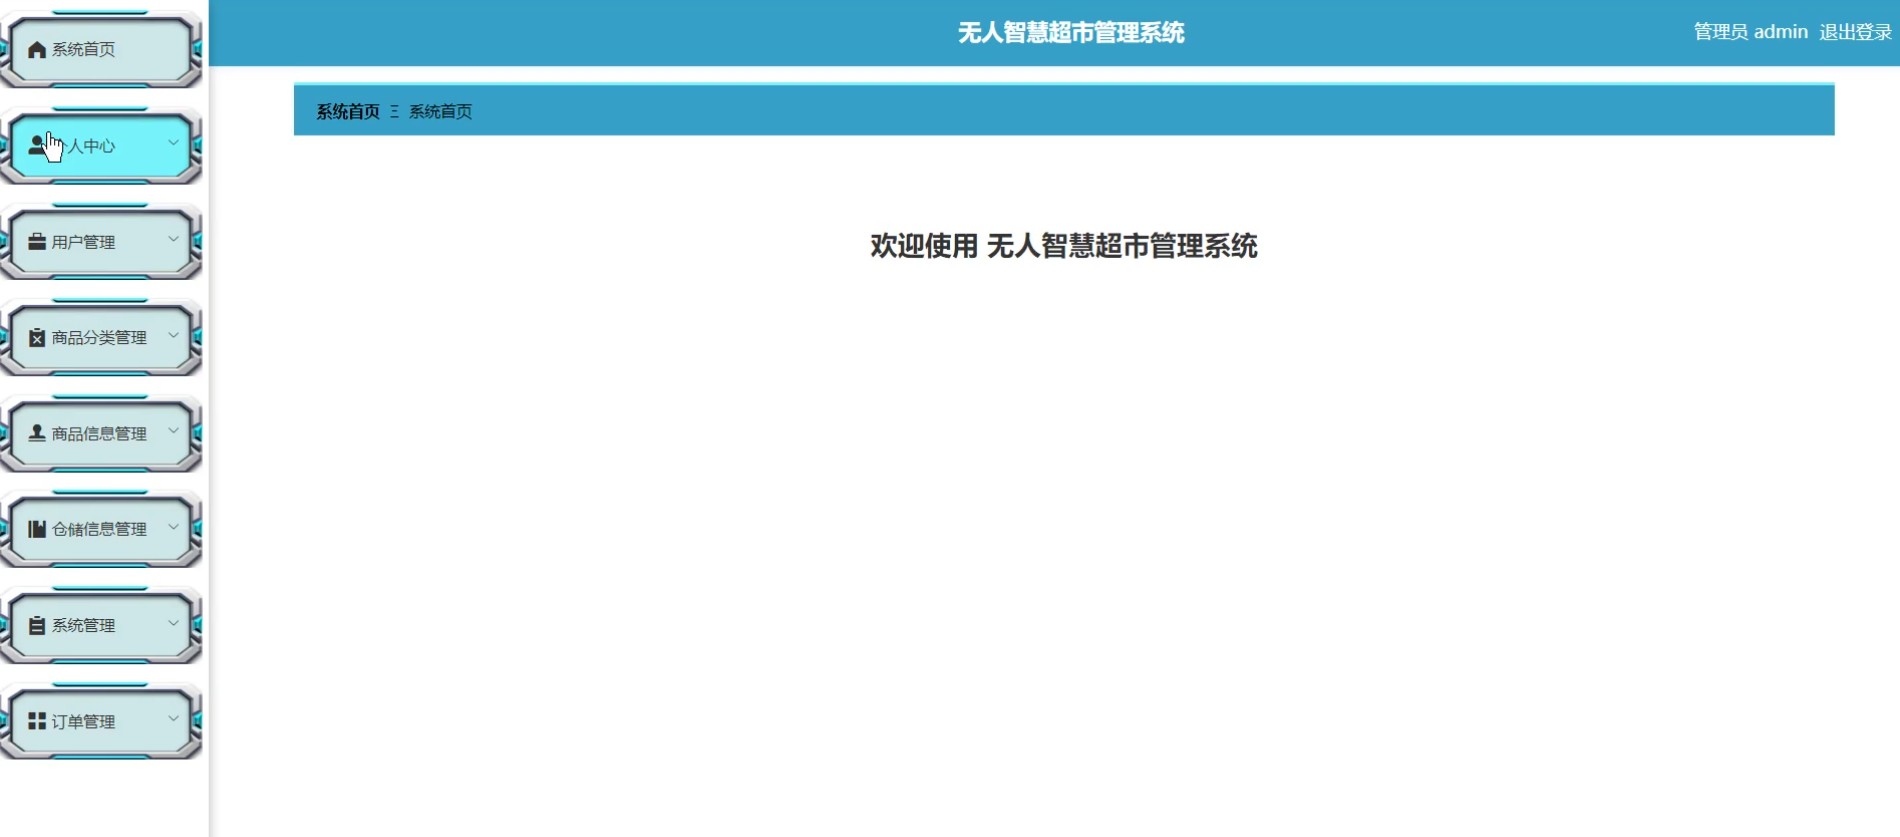 无人智慧超市管理系统
管理员 admin 退出登录
系统首页
个人中心
用户管理
商品分类管理
商品信息管理
仓储信息管理
系统管理
订单管理
系统首页 Ξ 系统首页
欢迎使用 无人智慧超市管理系统